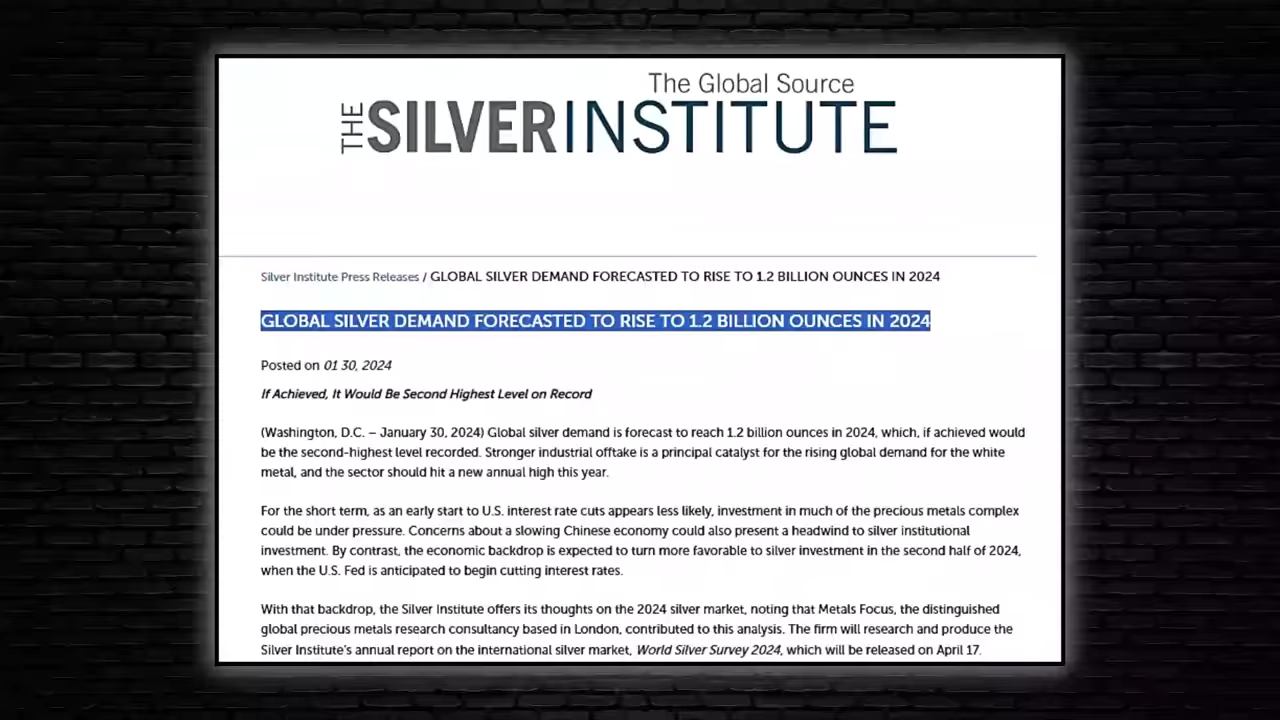 The Global Source
THE SILVERINSTITUTE
Silver Institute Press Releases / GLOBAL SILVER DEMAND FORECASTED TO RISE TO 1.2 BILLION OUNCES IN 2024
GLOBAL SILVER DEMAND FORECASTED TO RISE TO 1.2 BILLION OUNCES IN 2024
Posted on 01 30, 2024
If Achieved, It Would Be Second Highest Level on Record
(Washington, D.C. – January 30, 2024) Global silver demand is forecast to reach 1.2 billion ounces in 2024, which, if achieved would
be the second-highest level recorded. Stronger industrial offtake is a principal catalyst for the rising global demand for the white
metal, and the sector should hit a new annual high this year.
For the short term, as an early start to U.S. interest rate cuts appears less likely, investment in much of the precious metals complex
could be under pressure. Concerns about a slowing Chinese economy could also present a headwind to silver institutional
investment. By contrast, the economic backdrop is expected to turn more favorable to silver investment in the second half of 2024,
when the U.S. Fed is anticipated to begin cutting interest rates.
With that backdrop, the Silver Institute offers its thoughts on the 2024 silver market, noting that Metals Focus, the distinguished
global precious metals research consultancy based in London, contributed to this analysis. The firm will research and produce the
Silver Institute's annual report on the international silver market, World Silver Survey 2024, which will be released on April 17.